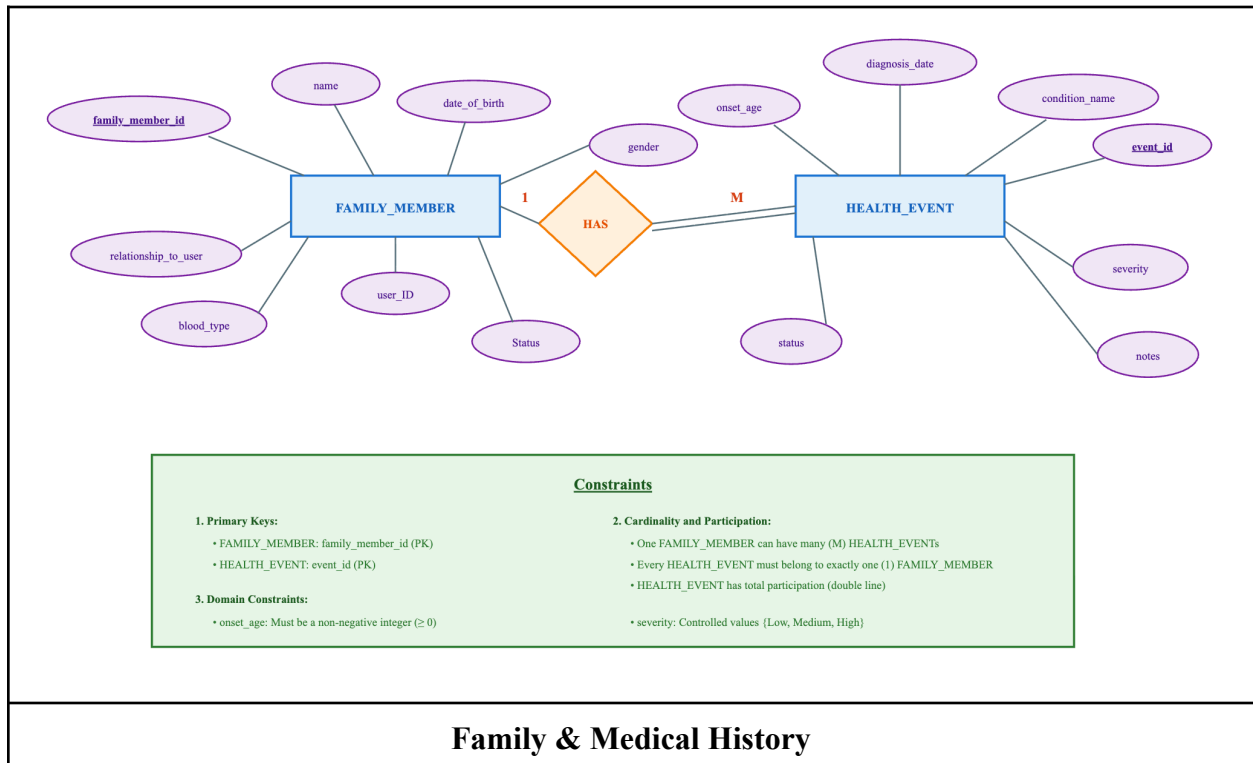 diagnosis_date
name
condition_name
date_of_birth
onset_age
family_member_id
gender
event_id
1
M
FAMILY_MEMBER
HAS
HEALTH_EVENT
relationship_to_user
severity
user_ID
blood_type
Status
status
notes
Constraints
1. Primary Keys:
• FAMILY_MEMBER: family_member_id (PK)
• HEALTH_EVENT: event_id (PK)
2. Cardinality and Participation:
• One FAMILY_MEMBER can have many (M) HEALTH_EVENTs
• Every HEALTH_EVENT must belong to exactly one (1) FAMILY_MEMBER
• HEALTH_EVENT has total participation (double line)
3. Domain Constraints:
• onset_age: Must be a non-negative integer (≥ 0)
• severity: Controlled values {Low, Medium, High}
Family & Medical History